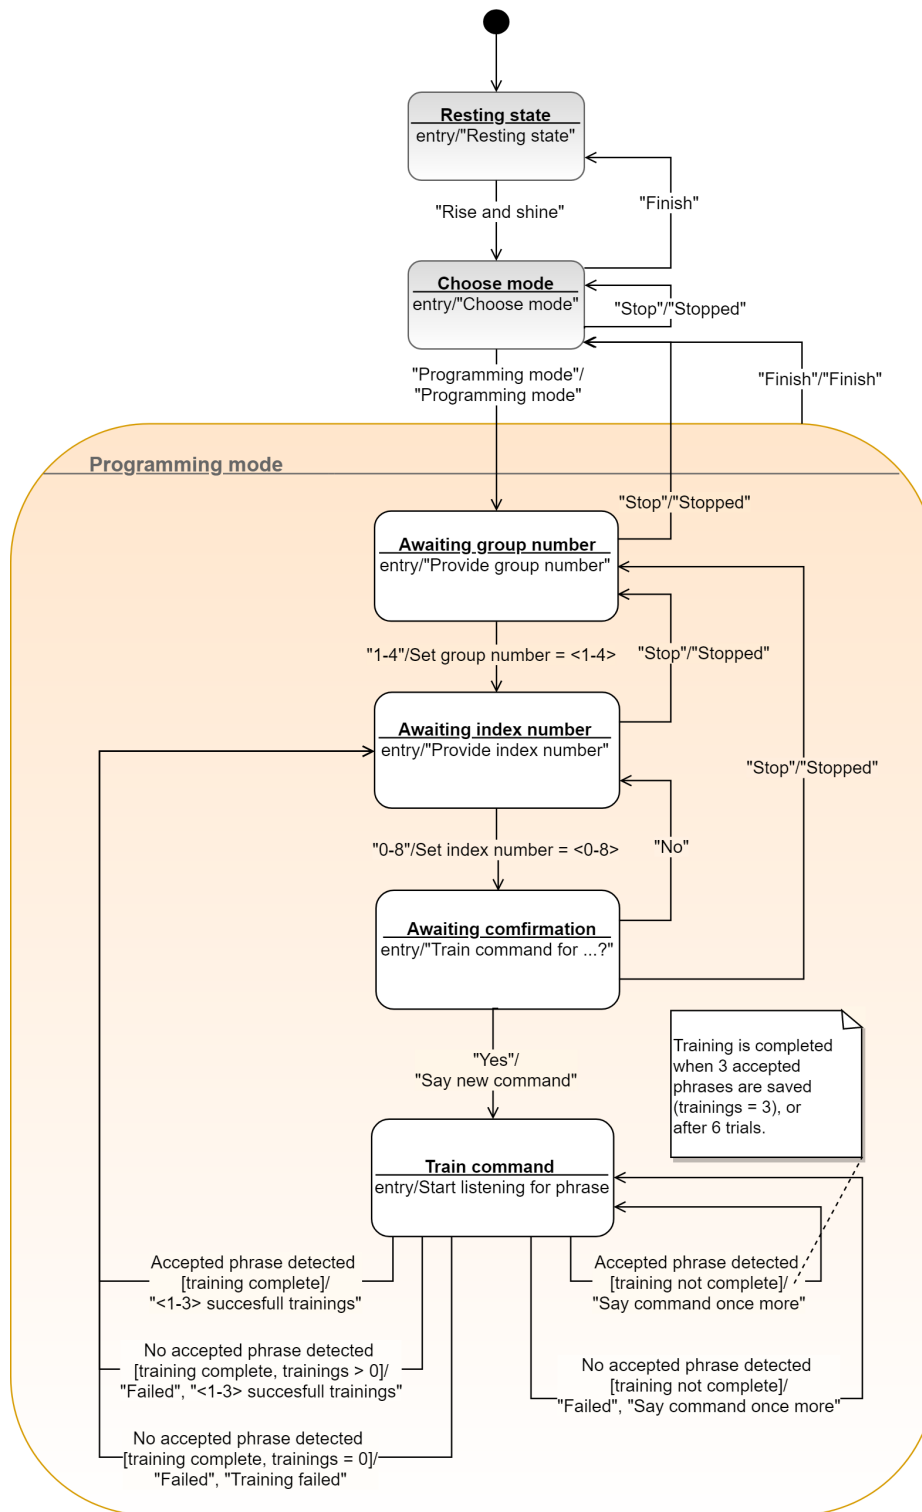 Resting state
entry/"Resting state"
"Rise and shine"
"Finish"
Choose mode
entry/"Choose mode"
"Stop"/"Stopped"
"Programming mode"/
"Programming mode"
"Finish"/"Finish"
Programming mode
"Stop"/"Stopped"
Awaiting group number
entry/"Provide group number"
"1-4"/Set group number = <1-4>
"Stop"/"Stopped"
Awaiting index number
entry/"Provide index number"
"Stop"/"Stopped"
"0-8"/Set index number = <0-8>
"No"
Awaiting comfirmation
entry/"Train command for ...?"
"Yes"/
"Say new command"
Training is completed
when 3 accepted
phrases are saved
(trainings = 3), or
after 6 trials.
Train command
entry/Start listening for phrase
Accepted phrase detected
[training complete]/
"<1-3> succesfull trainings"
Accepted phrase detected
[training not complete]/
"Say command once more"
No accepted phrase detected
[training complete, trainings > 0]/
"Failed", "<1-3> succesfull trainings"
No accepted phrase detected
[training not complete]/
"Failed", "Say command once more"
No accepted phrase detected
[training complete, trainings = 0]/
"Failed", "Training failed"